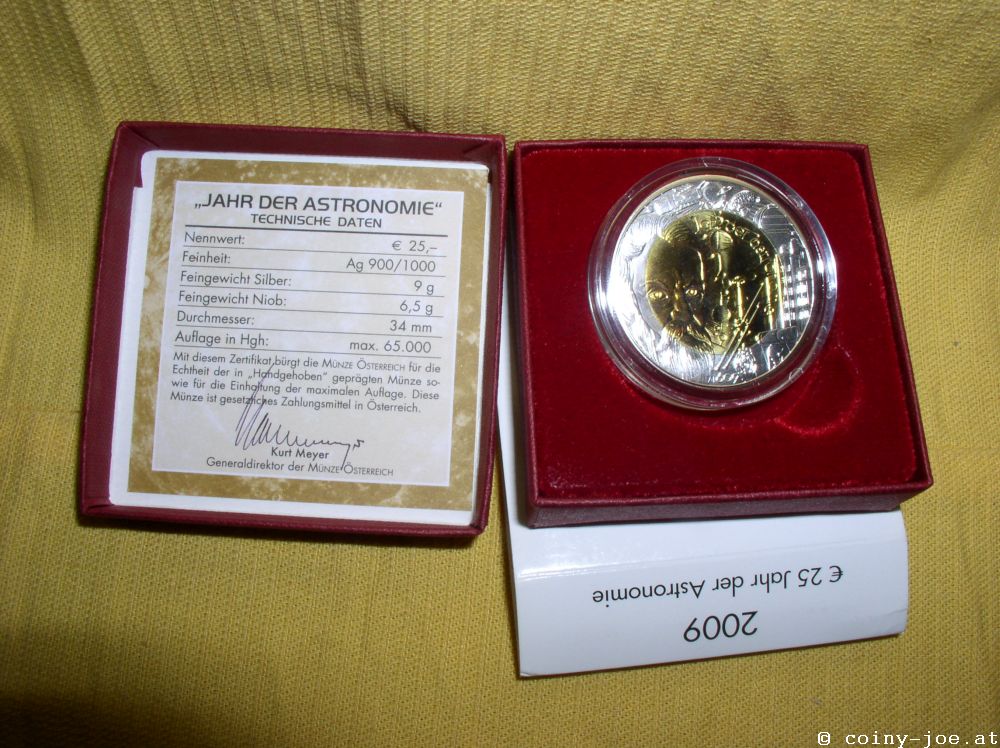 „JAHR DER ASTRONOMIE“
TECHNISCHE DATEN
Nennwert: € 25,–
Feinheit: Ag 900/1000
Feingewicht Silber: 9 g
Feingewicht Niob: 6,5 g
Durchmesser: 34 mm
Auflage in Hgh: max. 65.000
Mit diesem Zertifikat bürgt die MÜNZE ÖSTERREICH für die
Echtheit der in „Handgehoben“ geprägten Münze so-
wie für die Einhaltung der maximalen Auflage. Diese
Münze ist gesetzliches Zahlungsmittel in Österreich.
Kurt Meyer
Generaldirektor der MÜNZE ÖSTERREICH
2009
€ 25 Jahr der Astronomie
© coiny-joe.at